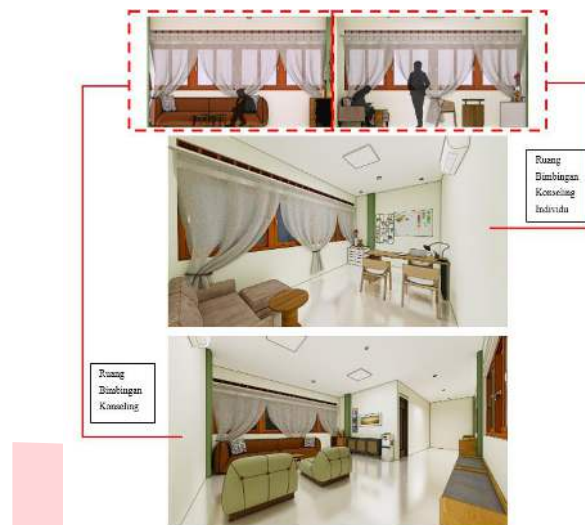 Ruang
Bimbingan
Konseling
Individu
Ruang
Bimbingan
Konseling